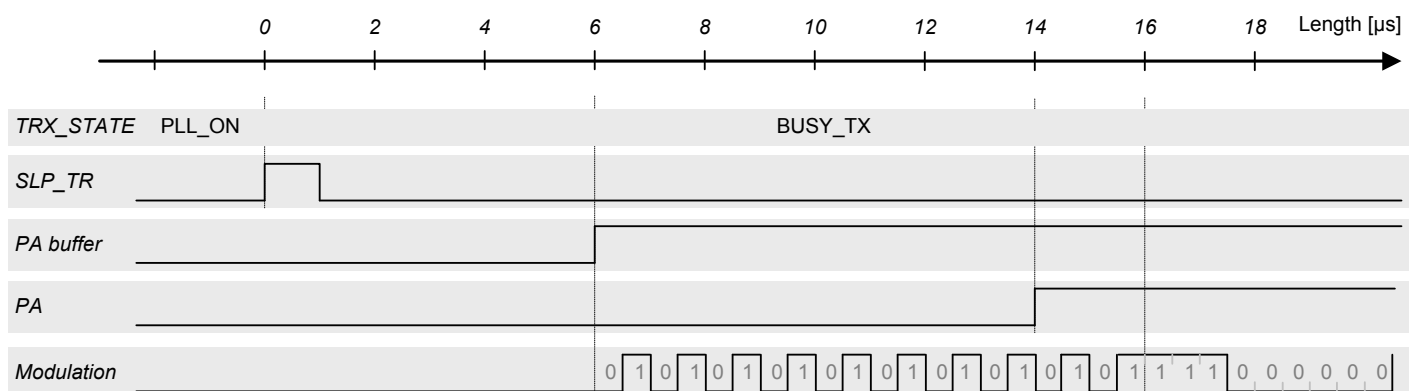 0 2 4 6 8 10 12 14 16 18 Length [μs]
TRX_STATE PLL_ON BUSY_TX
SLP_TR
PA buffer
PA
Modulation 0 1 0 1 0 1 0 1 0 1 0 1 0 1 0 1 0 1 0 1 1 1 1 0 0 0 0 0 0